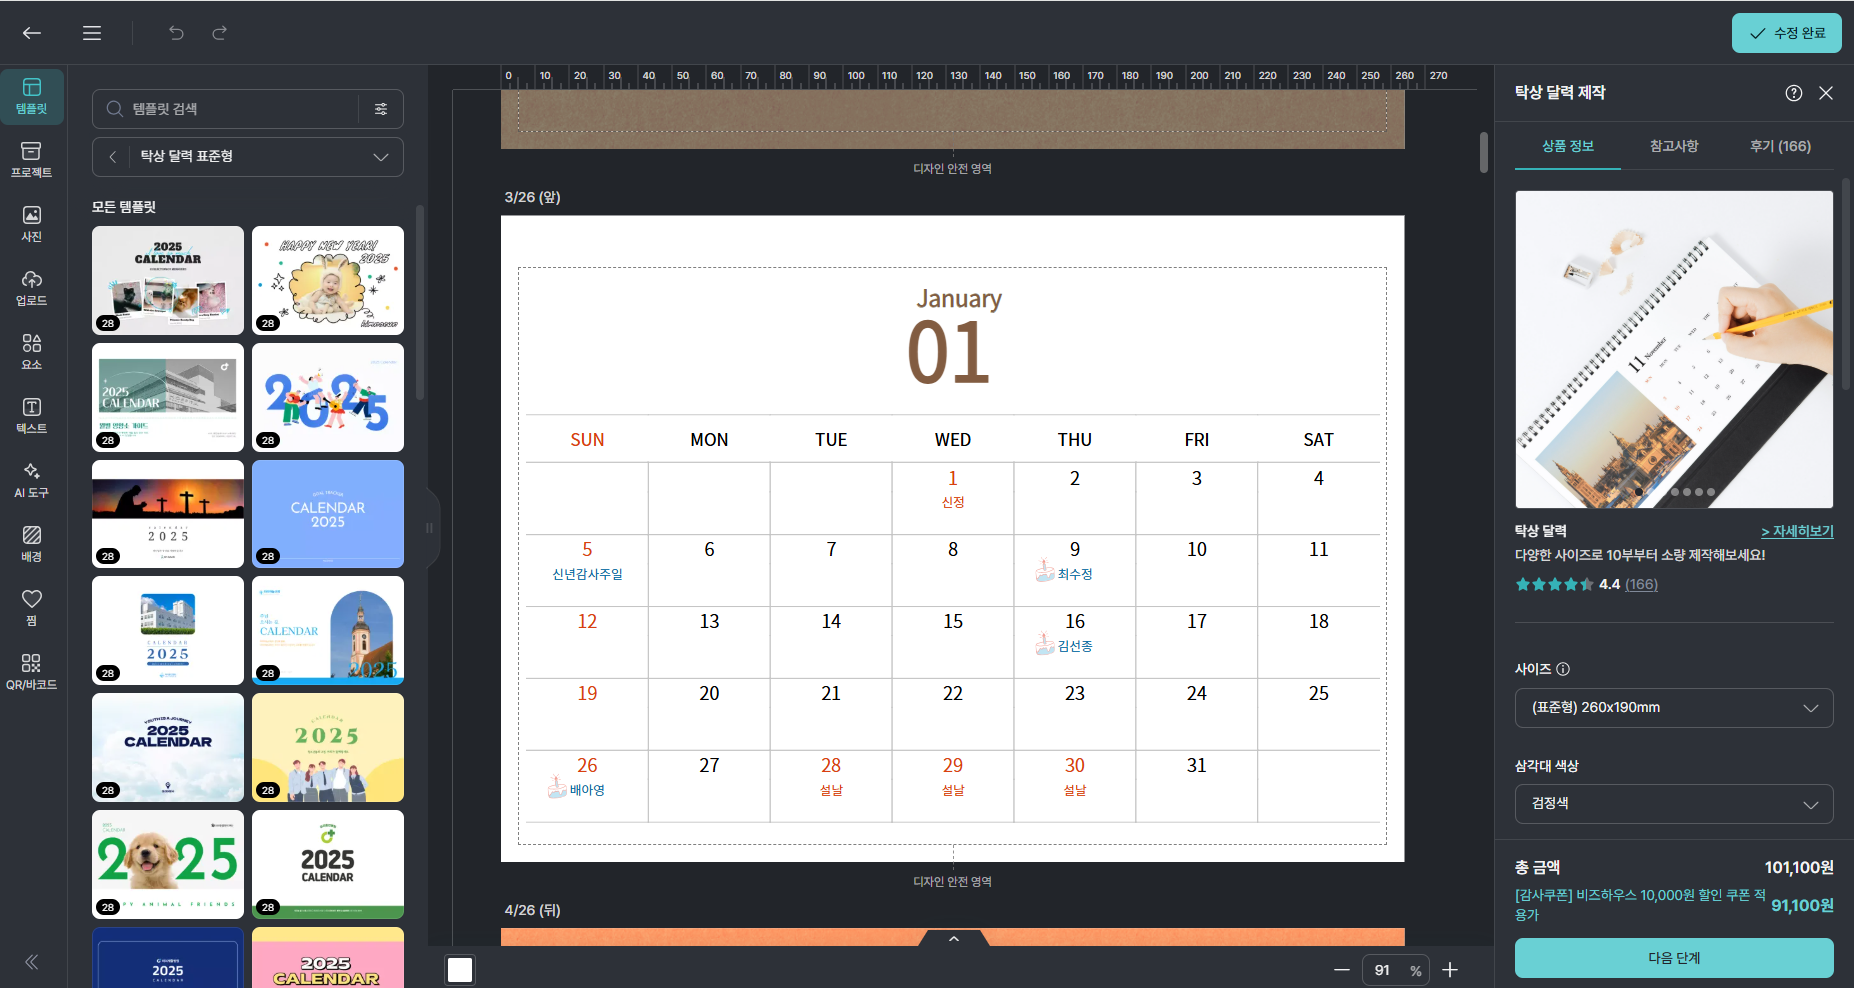 수정 완료
템플릿
프로젝트
사진
업로드
요소
텍스트
AI 도구
배경
찜
QR/바코드
템플릿 검색
탁상 달력 표준형
모든 템플릿
2025
CALENDAR
28
HAPPY NEW YEAR!
2025
28
2025
CALENDAR
28
2025
28
calendar
2025
28
CALENDAR
2025
28
CALENDAR
2025
28
CALENDAR
2025
28
YOUTH IS A JOURNEY
2025
CALENDAR
28
CALENDAR
2025
28
CALENDAR
2025
HAPPY ANIMAL FRIENDS
28
2025
CALENDAR
28
2025
CALENDAR
2025
CALENDAR
0 10 20 30 40 50 60 70 80 90 100 110 120 130 140 150 160 170 180 190 200 210 220 230 240 250 260 270
디자인 안전 영역
3/26 (앞)
January
01
SUN MON TUE WED THU FRI SAT
1 2 3 4
신정
5 6 7 8 9 10 11
신년감사주일 최수정
12 13 14 15 16 17 18
김선종
19 20 21 22 23 24 25
26 27 28 29 30 31
배아영 설날 설날 설날
디자인 안전 영역
4/26 (뒤)
91 %
탁상 달력 제작
상품 정보 참고사항 후기 (166)
11 November
탁상 달력 > 자세히보기
다양한 사이즈로 10부부터 소량 제작해보세요!
4.4 (166)
사이즈
(표준형) 260x190mm
삼각대 색상
검정색
총 금액 101,100원
[감사쿠폰] 비즈하우스 10,000원 할인 쿠폰 적
용가 91,100원
다음 단계